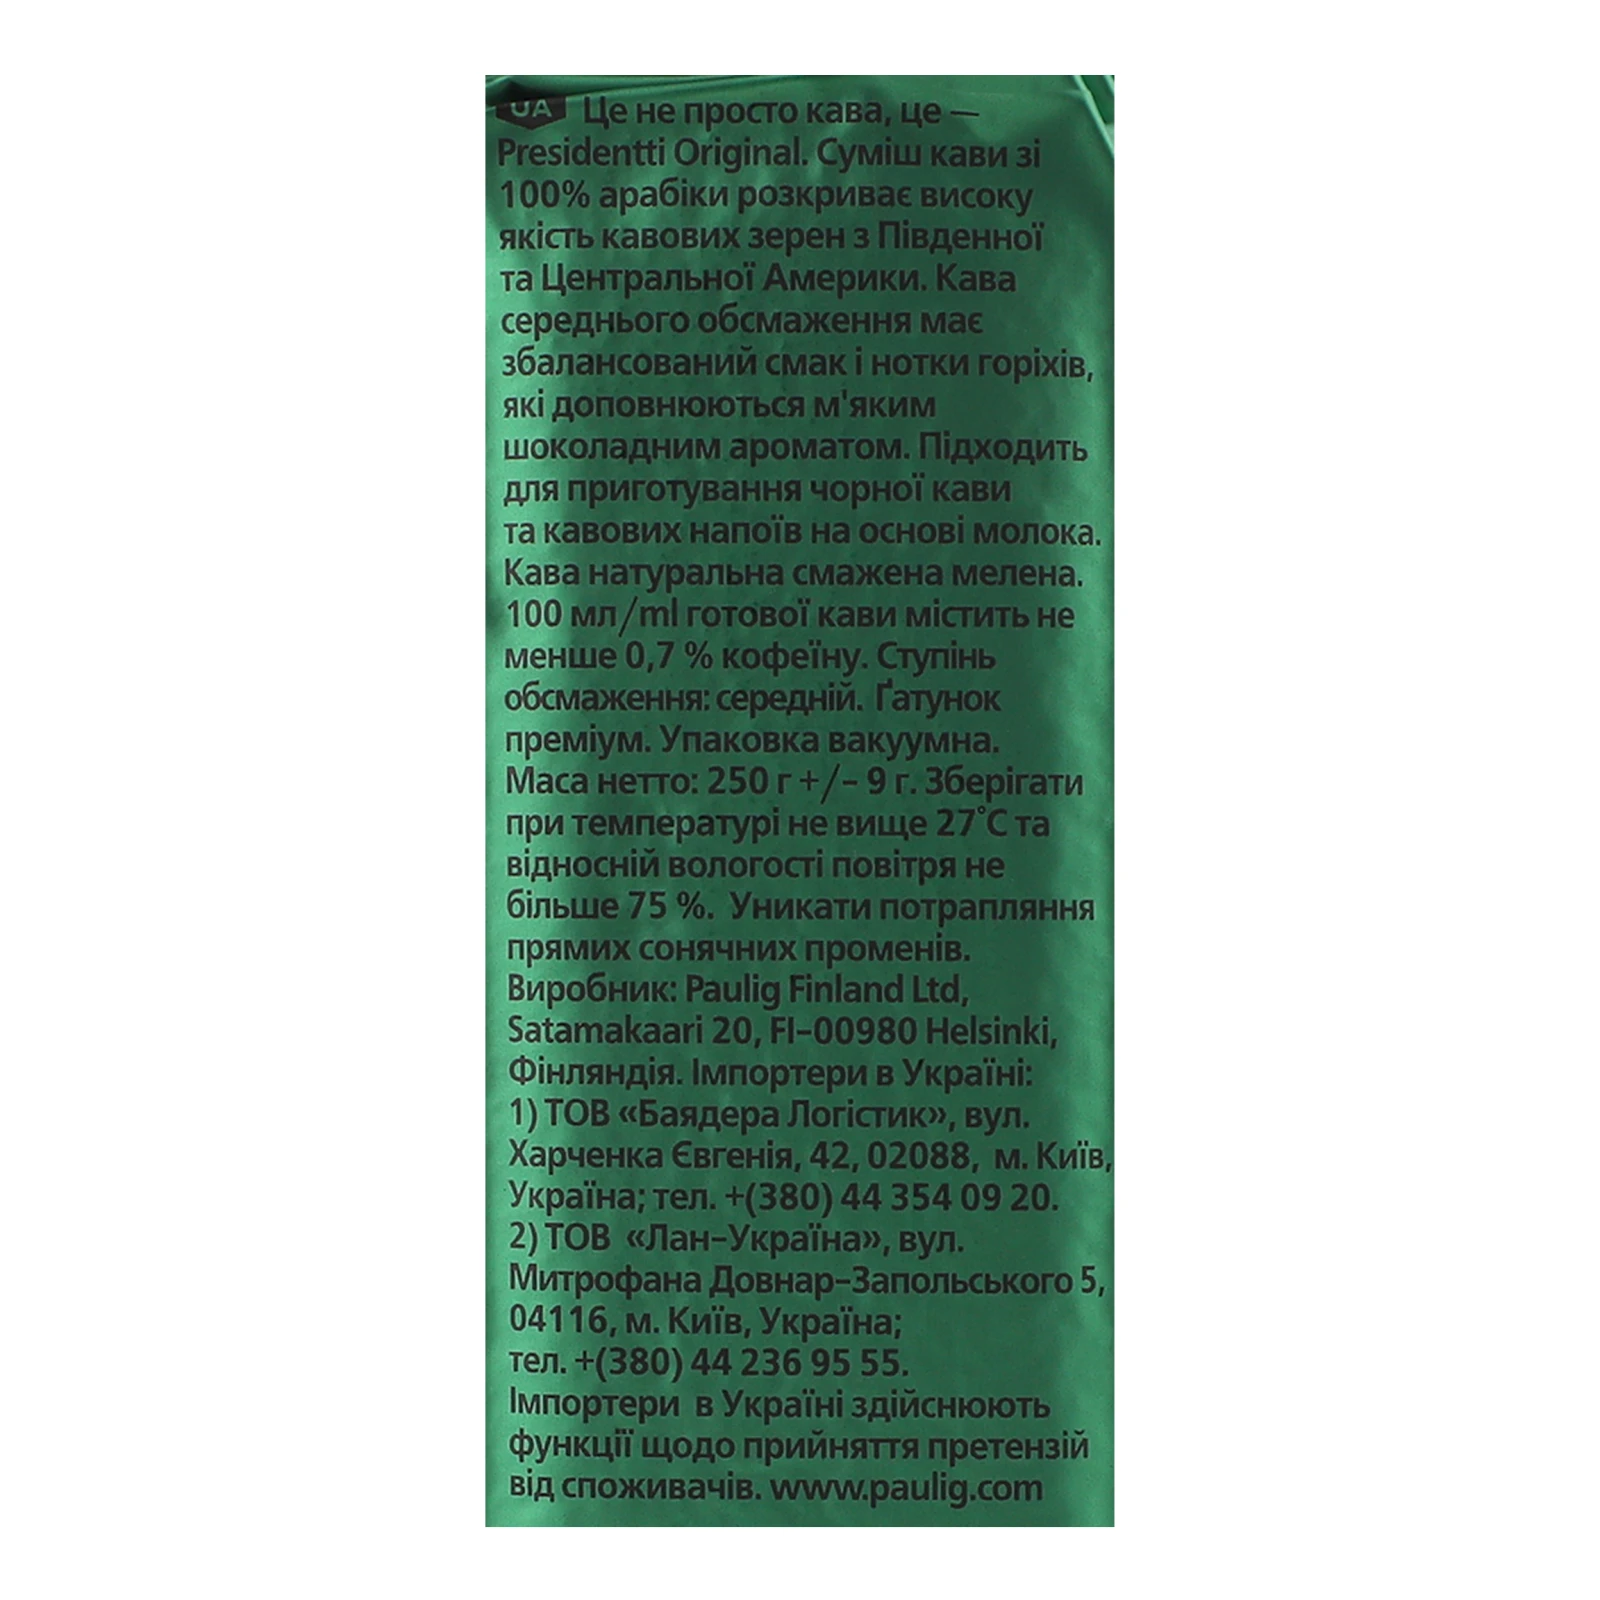 UA Це не просто кава, це —
Presidentti Original. Суміш кави зі
100% арабіки розкриває високу
якість кавових зерен з Південної
та Центральної Америки. Кава
середнього обсмаження має
збалансований смак і нотки горіхів,
які доповнюються м'яким
шоколадним ароматом. Підходить
для приготування чорної кави
та кавових напоїв на основі молока.
Кава натуральна смажена мелена.
100 мл/ml готової кави містить не
менше 0,7 % кофеїну. Ступінь
обсмаження: середній. Ґатунок
преміум. Упаковка вакуумна.
Маса нетто: 250 г +/– 9 г. Зберігати
при температурі не вище 27˚С та
відносній вологості повітря не
більше 75 %. Уникати потрапляння
прямих сонячних променів.
Виробник: Paulig Finland Ltd,
Satamakaari 20, FI–00980 Helsinki,
Фінляндія. Імпортери в Україні:
1) ТОВ «Баядера Логістик», вул.
Харченка Євгенія, 42, 02088, м. Київ,
Україна; тел. +(380) 44 354 09 20.
2) ТОВ «Лан–Україна», вул.
Митрофана Довнар–Запольського 5,
04116, м. Київ, Україна;
тел. +(380) 44 236 95 55.
Імпортери в Україні здійснюють
функції щодо прийняття претензій
від споживачів. www.paulig.com